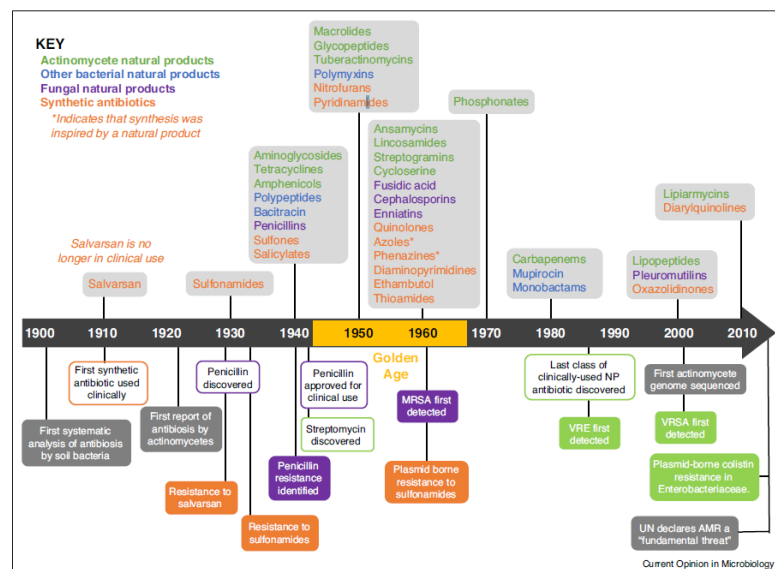 KEY
Actinomycete natural products
Other bacterial natural products
Fungal natural products
Synthetic antibiotics
*Indicates that synthesis was
inspired by a natural product
Macrolides
Glycopeptides
Tuberactinomycins
Polymyxins
Nitrofurans
Pyridinamides
Phosphonates
Aminoglycosides
Tetracyclines
Amphenicols
Polypeptides
Bacitracin
Penicillins
Sulfones
Salicylates
Ansamycins
Lincosamides
Streptogramins
Cycloserine
Fusidic acid
Cephalosporins
Enniatins
Quinolones
Azoles*
Phenazines*
Diaminopyrimidines
Ethambutol
Thioamides
Lipiarmycins
Diarylquinolines
Salvarsan is no
longer in clinical use
Salvarsan
Sulfonamides
Carbapenems
Mupirocin
Monobactams
Lipopeptides
Pleuromutilins
Oxazolidinones
1900 1910 1920 1930 1940 1950 1960 1970 1980 1990 2000 2010
Golden
Age
First synthetic
antibiotic used
clinically
Penicillin
discovered
Penicillin
approved for
clinical use
Last class of
clinically-used NP
antibiotic discovered
First actinomycete
genome sequenced
First systematic
analysis of antibiosis
by soil bacteria
First report of
antibiosis by
actinomycetes
Streptomycin
discovered
MRSA first
detected
VRE first
detected
VRSA first
detected
Penicillin
resistance
identified
Plasmid borne
resistance to
sulfonamides
Plasmid-borne colistin
resistance in
Enterobacteriaceae.
Resistance to
salvarsan
Resistance to
sulfonamides
UN declares AMR a
"fundamental threat"
Current Opinion in Microbiology